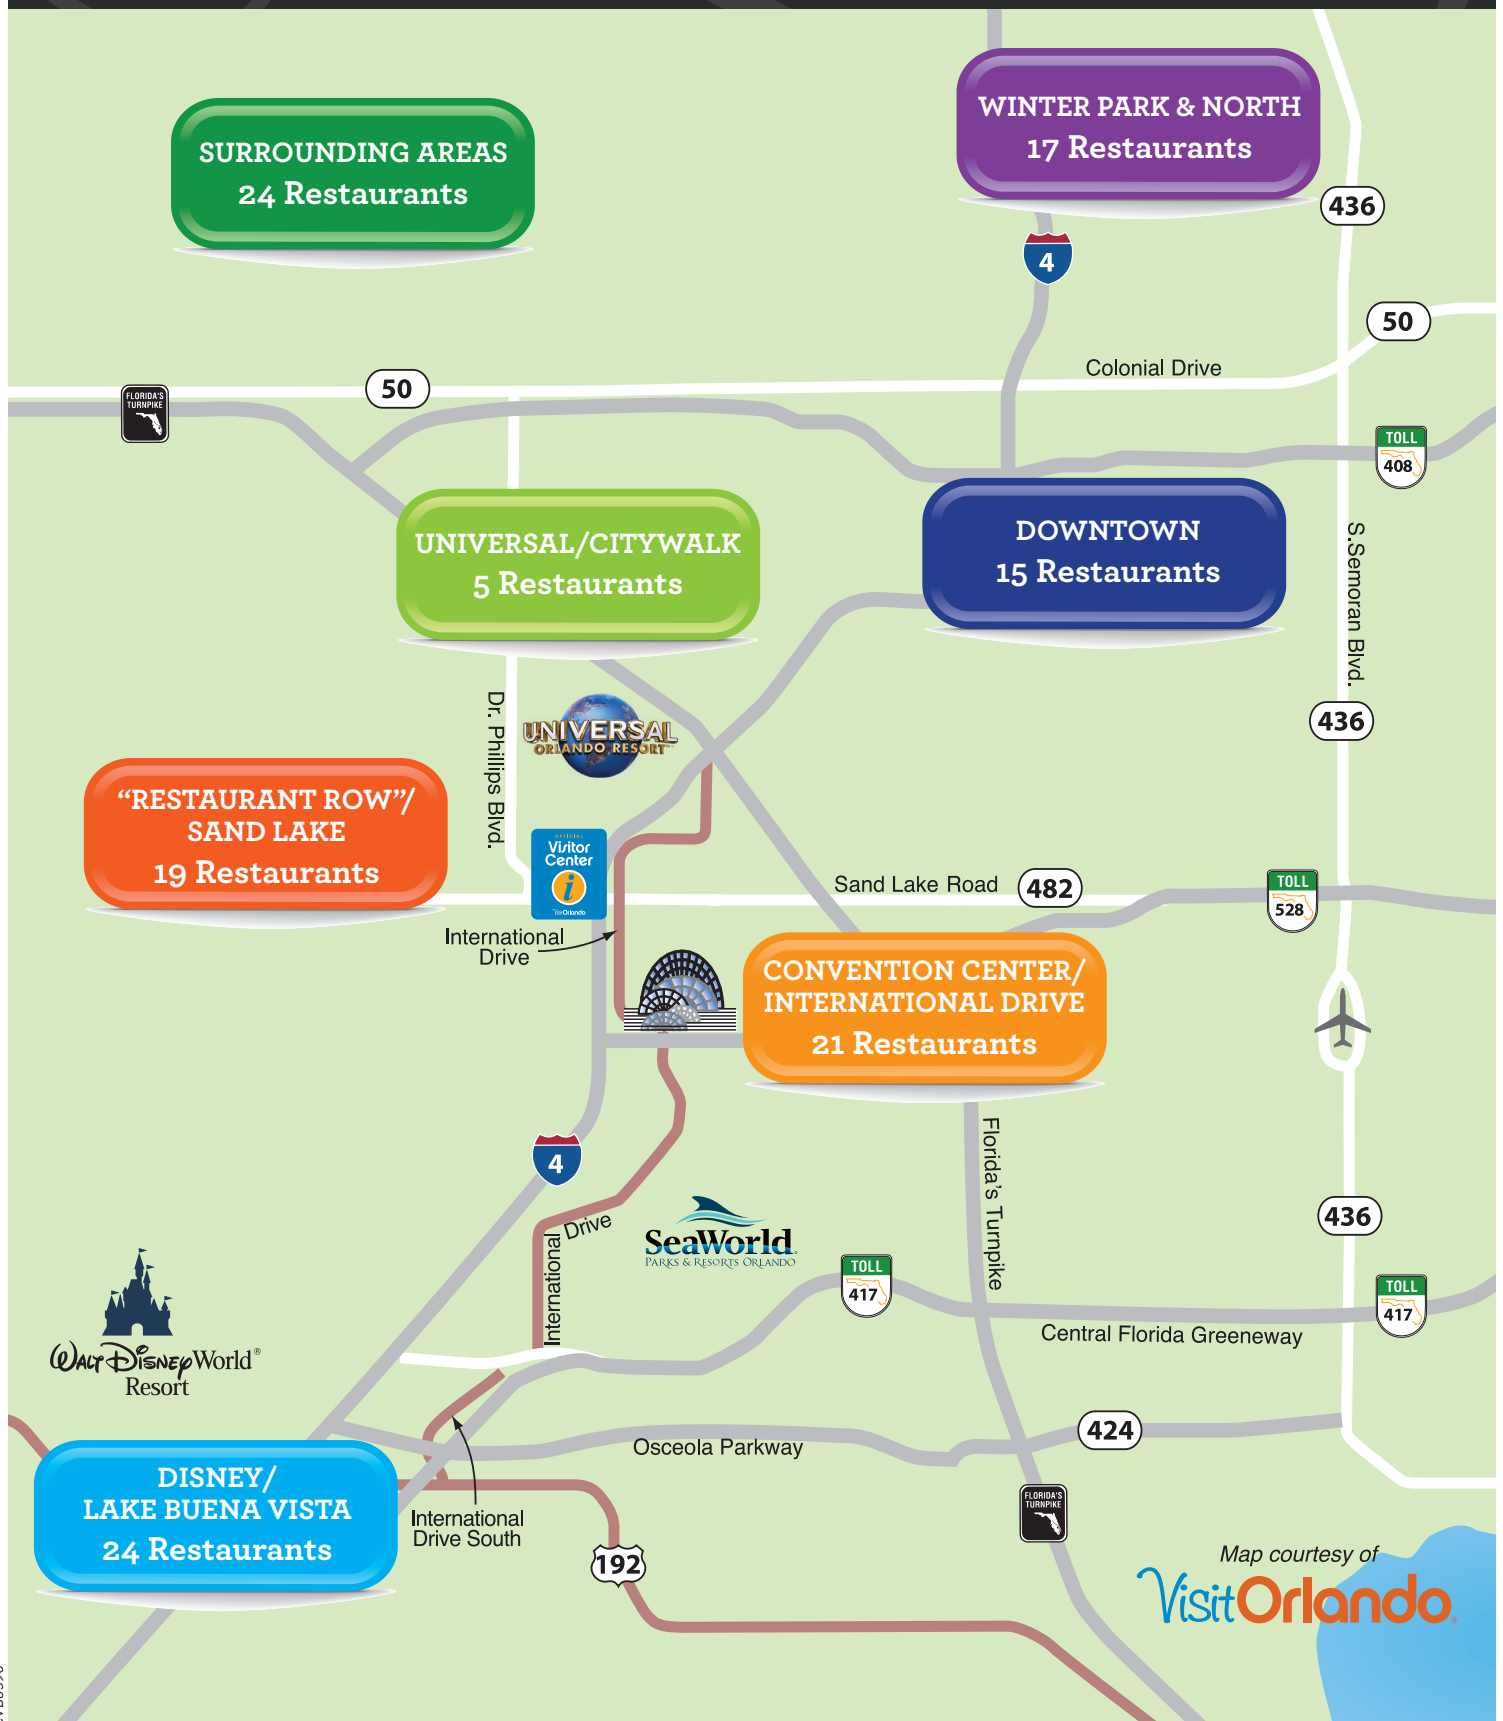 WINTER PARK & NORTH
17 Restaurants
SURROUNDING AREAS
24 Restaurants
436
4
50
Colonial Drive
50
FLORIDA'S
TURNPIKE
TOLL
408
UNIVERSAL/CITYWALK
5 Restaurants
DOWNTOWN
15 Restaurants
S.Semoran Blvd.
436
Dr. Phillips Blvd.
UNIVERSAL
ORLANDO RESORT
"RESTAURANT ROW"/
SAND LAKE
19 Restaurants
Visitor
Center
i
VisitOrlando
Sand Lake Road
482
TOLL
528
International
Drive
CONVENTION CENTER/
INTERNATIONAL DRIVE
21 Restaurants
4
Florida's Turnpike
International Drive
SeaWorld
PARKS & RESORTS ORLANDO
436
TOLL
417
TOLL
417
Central Florida Greeneway
WALT DISNEY World®
Resort
424
Osceola Parkway
DISNEY/
LAKE BUENA VISTA
24 Restaurants
International
Drive South
FLORIDA'S
TURNPIKE
192
Map courtesy of
Visit Orlando